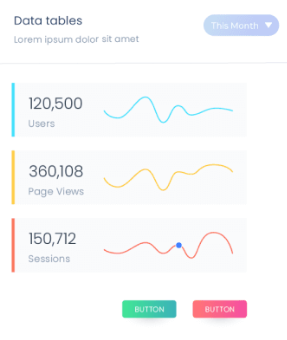 Data tables
Lorem ipsum dolor sit amet
This Month
120,500
Users
360,108
Page Views
150,712
Sessions
BUTTON
BUTTON